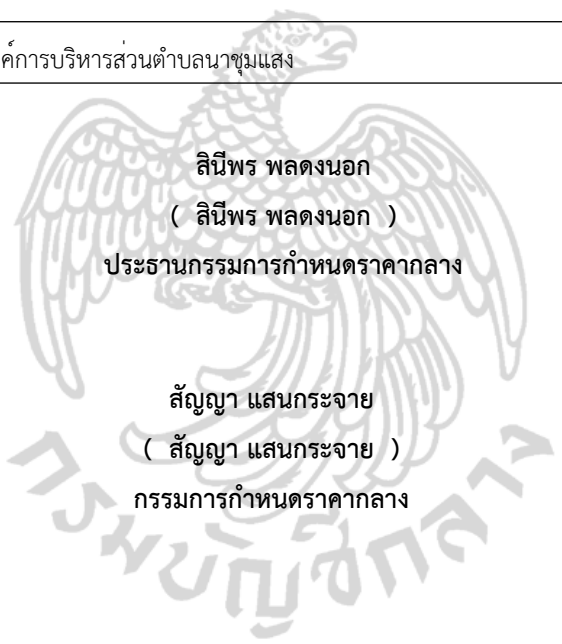 ค์การบริหารส่วนตำบลนาชุมแสง
สินีพร พลดงนอก
( สินีพร พลดงนอก )
ประธานกรรมการกำหนดราคากลาง
สัญญา แสนกระจาย
( สัญญา แสนกระจาย )
กรรมการกำหนดราคากลาง
กรมบัญชีกลาง